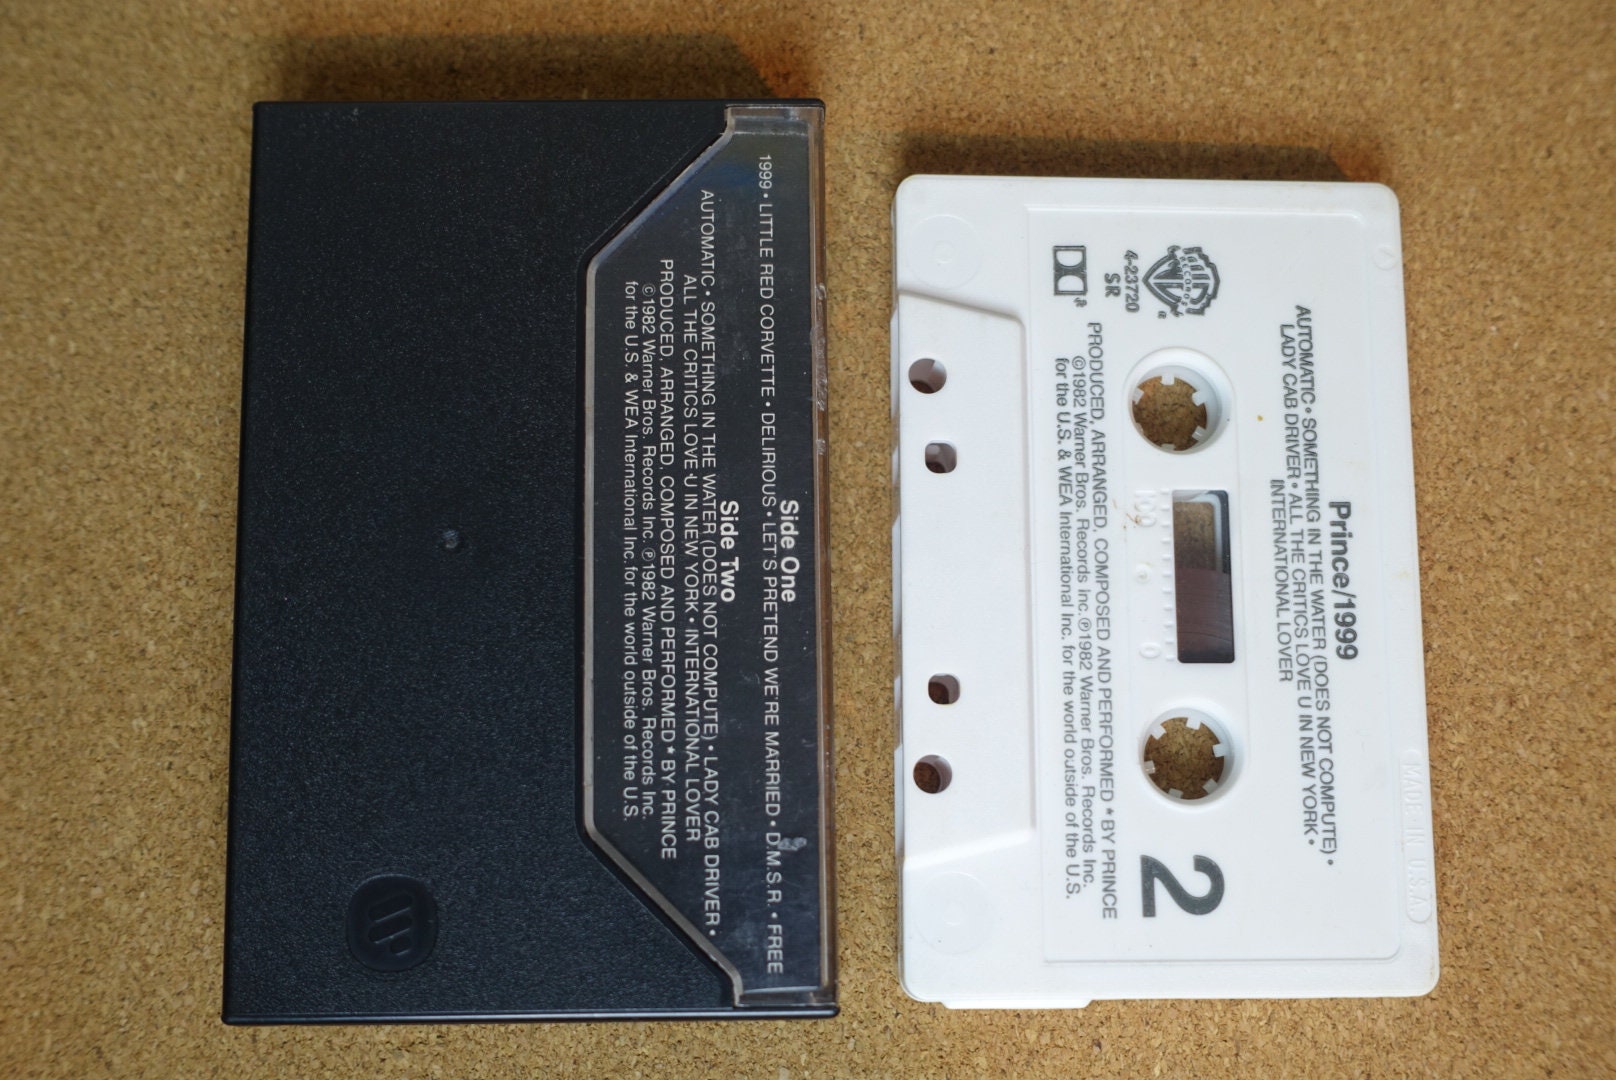 Side One
1999 • LITTLE RED CORVETTE • DELIRIOUS • LET'S PRETEND WE'RE MARRIED • D.M.S.R. • FREE
Side Two
AUTOMATIC • SOMETHING IN THE WATER (DOES NOT COMPUTE) • LADY CAB DRIVER •
ALL THE CRITICS LOVE U IN NEW YORK • INTERNATIONAL LOVER
PRODUCED, ARRANGED, COMPOSED AND PERFORMED * BY PRINCE
©1982 Warner Bros. Records Inc. ℗1982 Warner Bros. Records Inc.
for the U.S. & WEA International Inc. for the world outside of the U.S.
Prince/1999
AUTOMATIC • SOMETHING IN THE WATER (DOES NOT COMPUTE) •
LADY CAB DRIVER • ALL THE CRITICS LOVE U IN NEW YORK •
INTERNATIONAL LOVER
RECORDS
4-23720
SR
2
100 50 0
PRODUCED, ARRANGED, COMPOSED AND PERFORMED * BY PRINCE
©1982 Warner Bros. Records Inc. ℗1982 Warner Bros. Records Inc.
for the U.S. & WEA International Inc. for the world outside of the U.S.
MADE IN U.S.A.